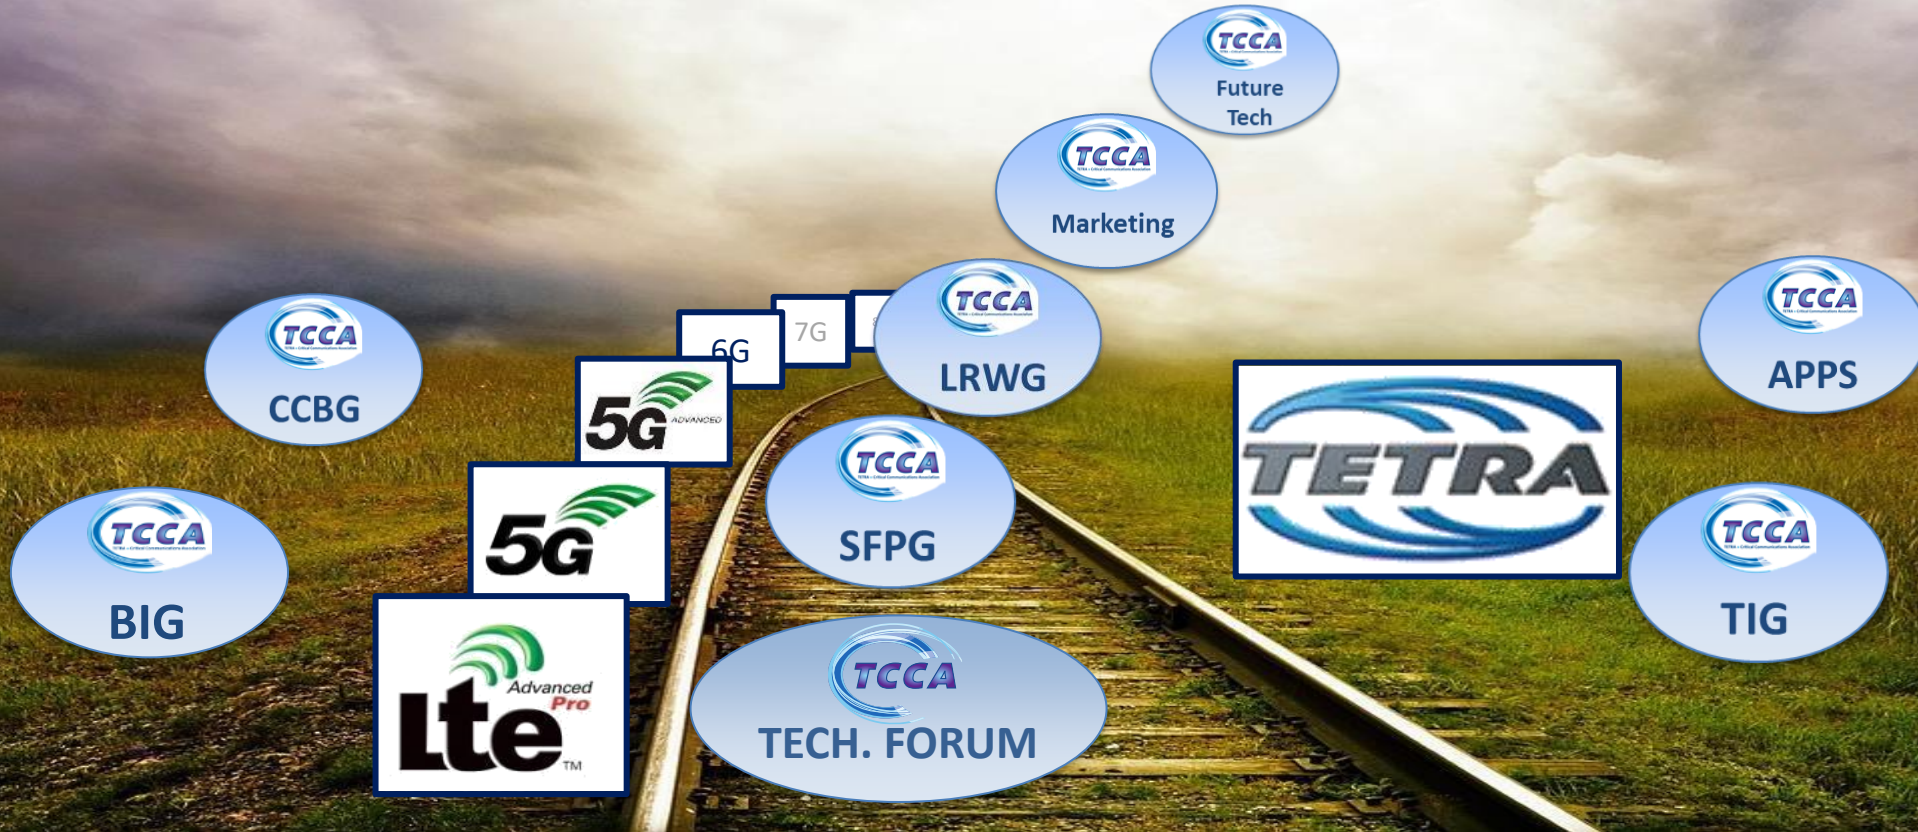 TCCA
Future
Tech
TCCA
Marketing
TCCA
LRWG
TCCA
APPS
TCCA
CCBG
7G
6G
5G
ADVANCED
TETRA
TCCA
SFPG
TCCA
BIG
5G
TCCA
TIG
Lte
Advanced
Pro
TM
TCCA
TECH. FORUM